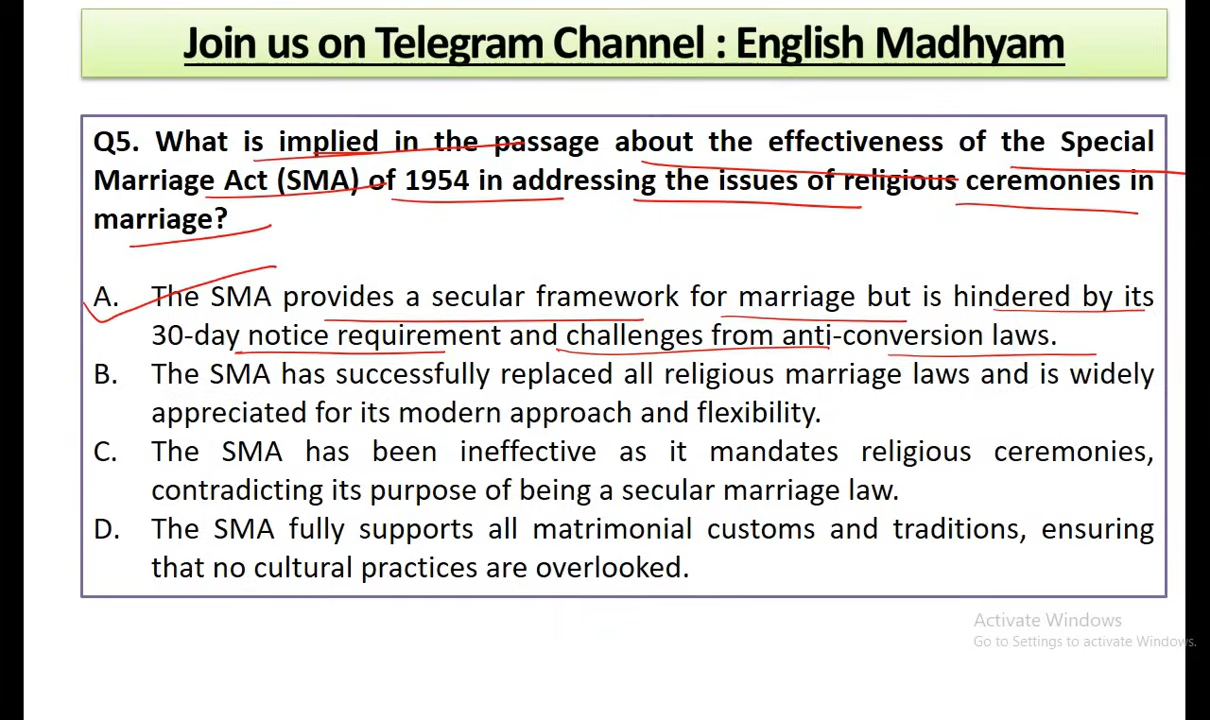 Join us on Telegram Channel : English Madhyam
Q5. What is implied in the passage about the effectiveness of the Special
Marriage Act (SMA) of 1954 in addressing the issues of religious ceremonies in
marriage?
A. The SMA provides a secular framework for marriage but is hindered by its
30-day notice requirement and challenges from anti-conversion laws.
B. The SMA has successfully replaced all religious marriage laws and is widely
appreciated for its modern approach and flexibility.
C. The SMA has been ineffective as it mandates religious ceremonies,
contradicting its purpose of being a secular marriage law.
D. The SMA fully supports all matrimonial customs and traditions, ensuring
that no cultural practices are overlooked.
Activate Windows
Go to Settings to activate Windows.